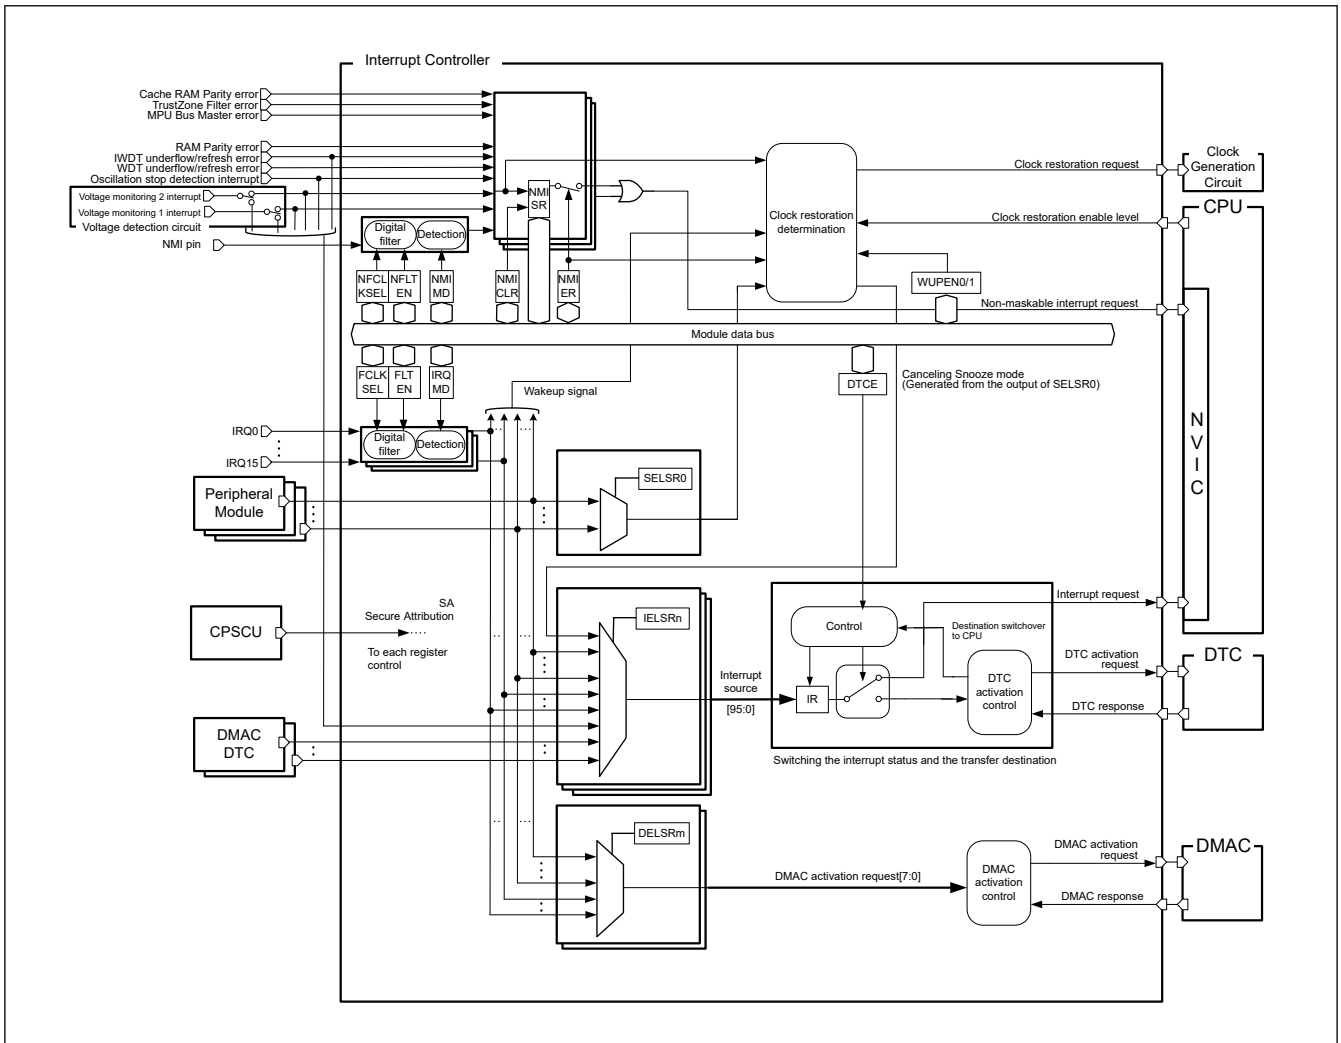 Interrupt Controller
Cache RAM Parity error
TrustZone Filter error
MPU Bus Master error
RAM Parity error
IWDT underflow/refresh error
WDT underflow/refresh error
Oscillation stop detection interrupt
Voltage monitoring 2 interrupt
Voltage monitoring 1 interrupt
Voltage detection circuit
NMI pin
Digital
filter
Detection
NMI
SR
NFCL
KSEL
NFLT
EN
NMI
MD
NMI
CLR
NMI
ER
Clock restoration
determination
WUPEN0/1
Clock restoration request
Clock restoration enable level
Non-maskable interrupt request
Clock
Generation
Circuit
CPU
N
V
I
C
Module data bus
FCLK
SEL
FLT
EN
IRQ
MD
Wakeup signal
DTCE
Canceling Snooze mode
(Generated from the output of SELSR0)
IRQ0
IRQ15
Digital
filter
Detection
Peripheral
Module
SELSR0
CPSCU
SA
Secure Attribution
To each register
control
IELSRn
Interrupt
source
[95:0]
Control
IR
Destination switchover
to CPU
DTC
activation
control
Interrupt request
DTC activation
request
DTC response
DTC
DMAC
DTC
Switching the interrupt status and the transfer destination
DELSRm
DMAC activation request[7:0]
DMAC
activation
control
DMAC activation
request
DMAC response
DMAC